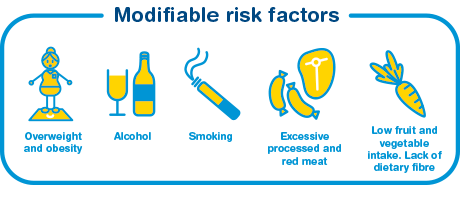 Modifiable risk factors
Overweight
and obesity
Alcohol
Smoking
Excessive
processed and
red meat
Low fruit and
vegetable
intake. Lack of
dietary fibre